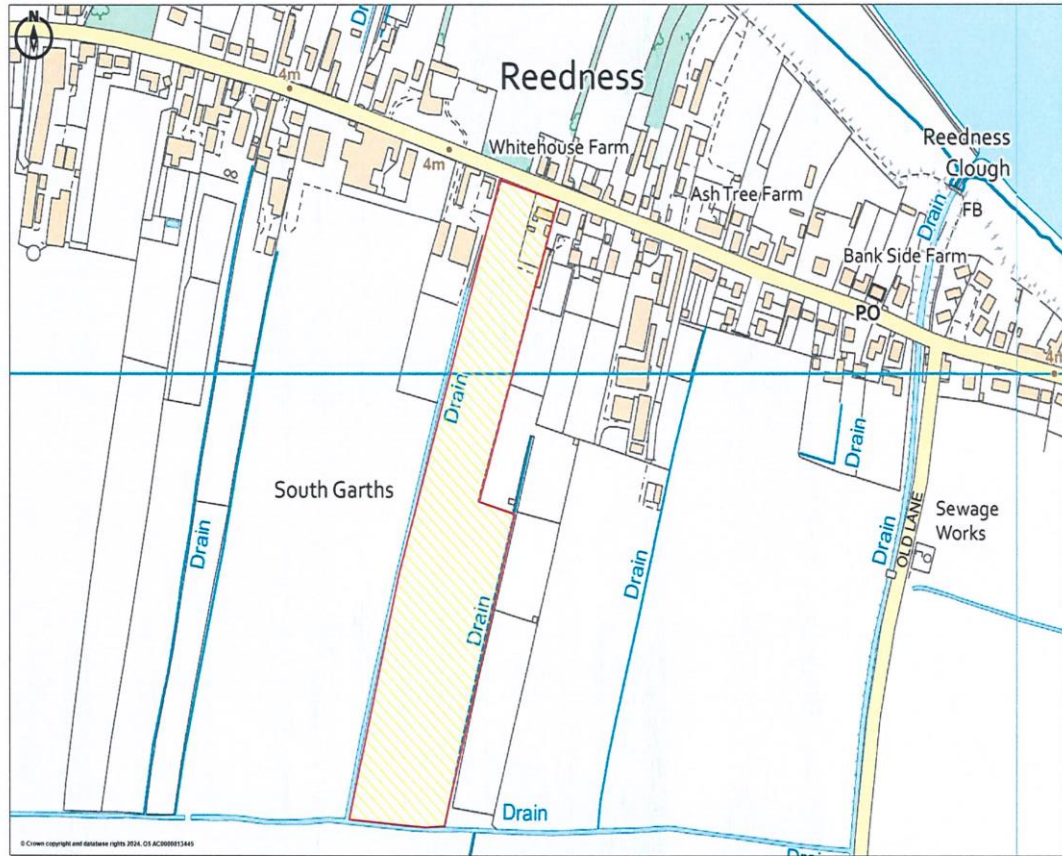 N
Dr
4m
Reedness
4m
Whitehouse Farm
Reedness
Clough
Ash Tree Farm
Drain
FB
Bank Side Farm
PO
4m
Drain
Drain
South Garths
Drain
Sewage
Works
Drain
OLD LANE
Drain
Drain
Drain
Drain
© Crown copyright and database rights 2024. OS AC0000813445